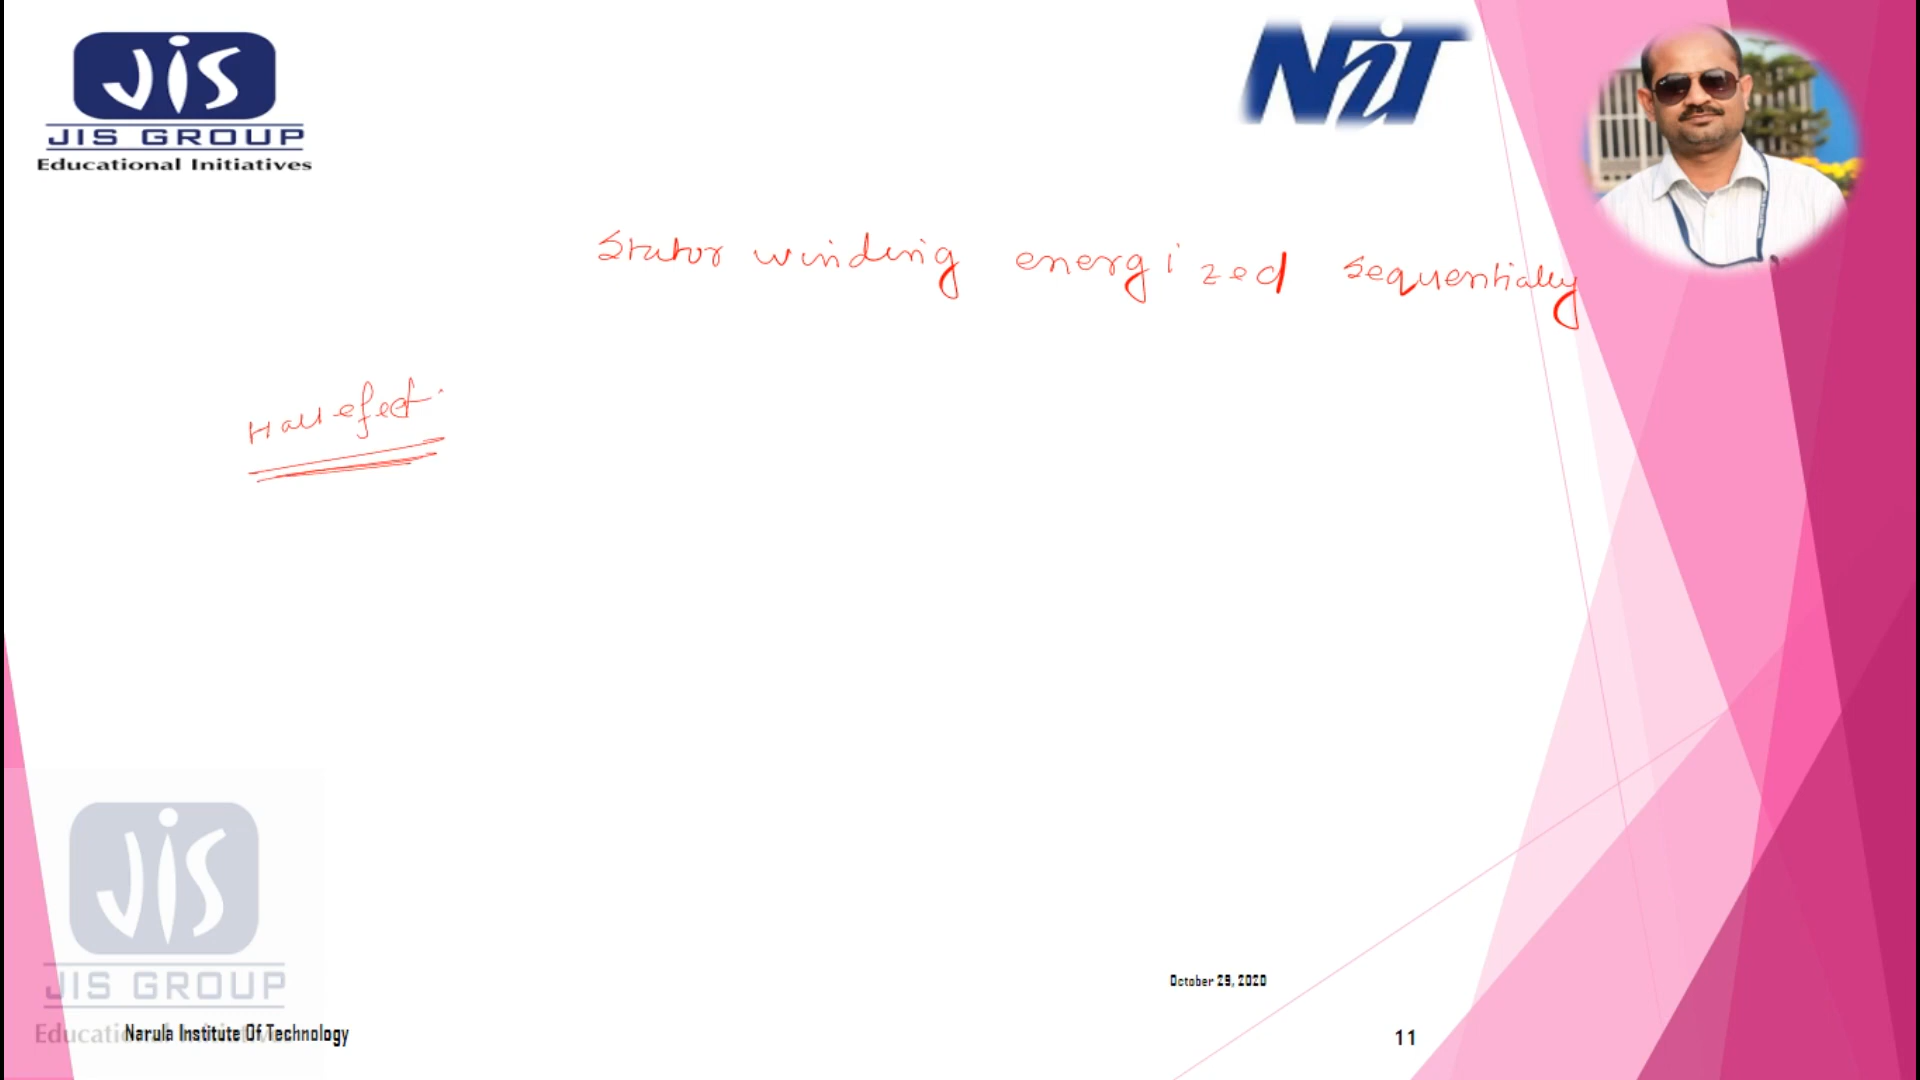 JIS
JIS GROUP
Educational Initiatives
NiT
Stator winding energized sequentially
Hall efect.
October 29, 2020
JIS
JIS GROUP
Narula Institute Of Technology
11